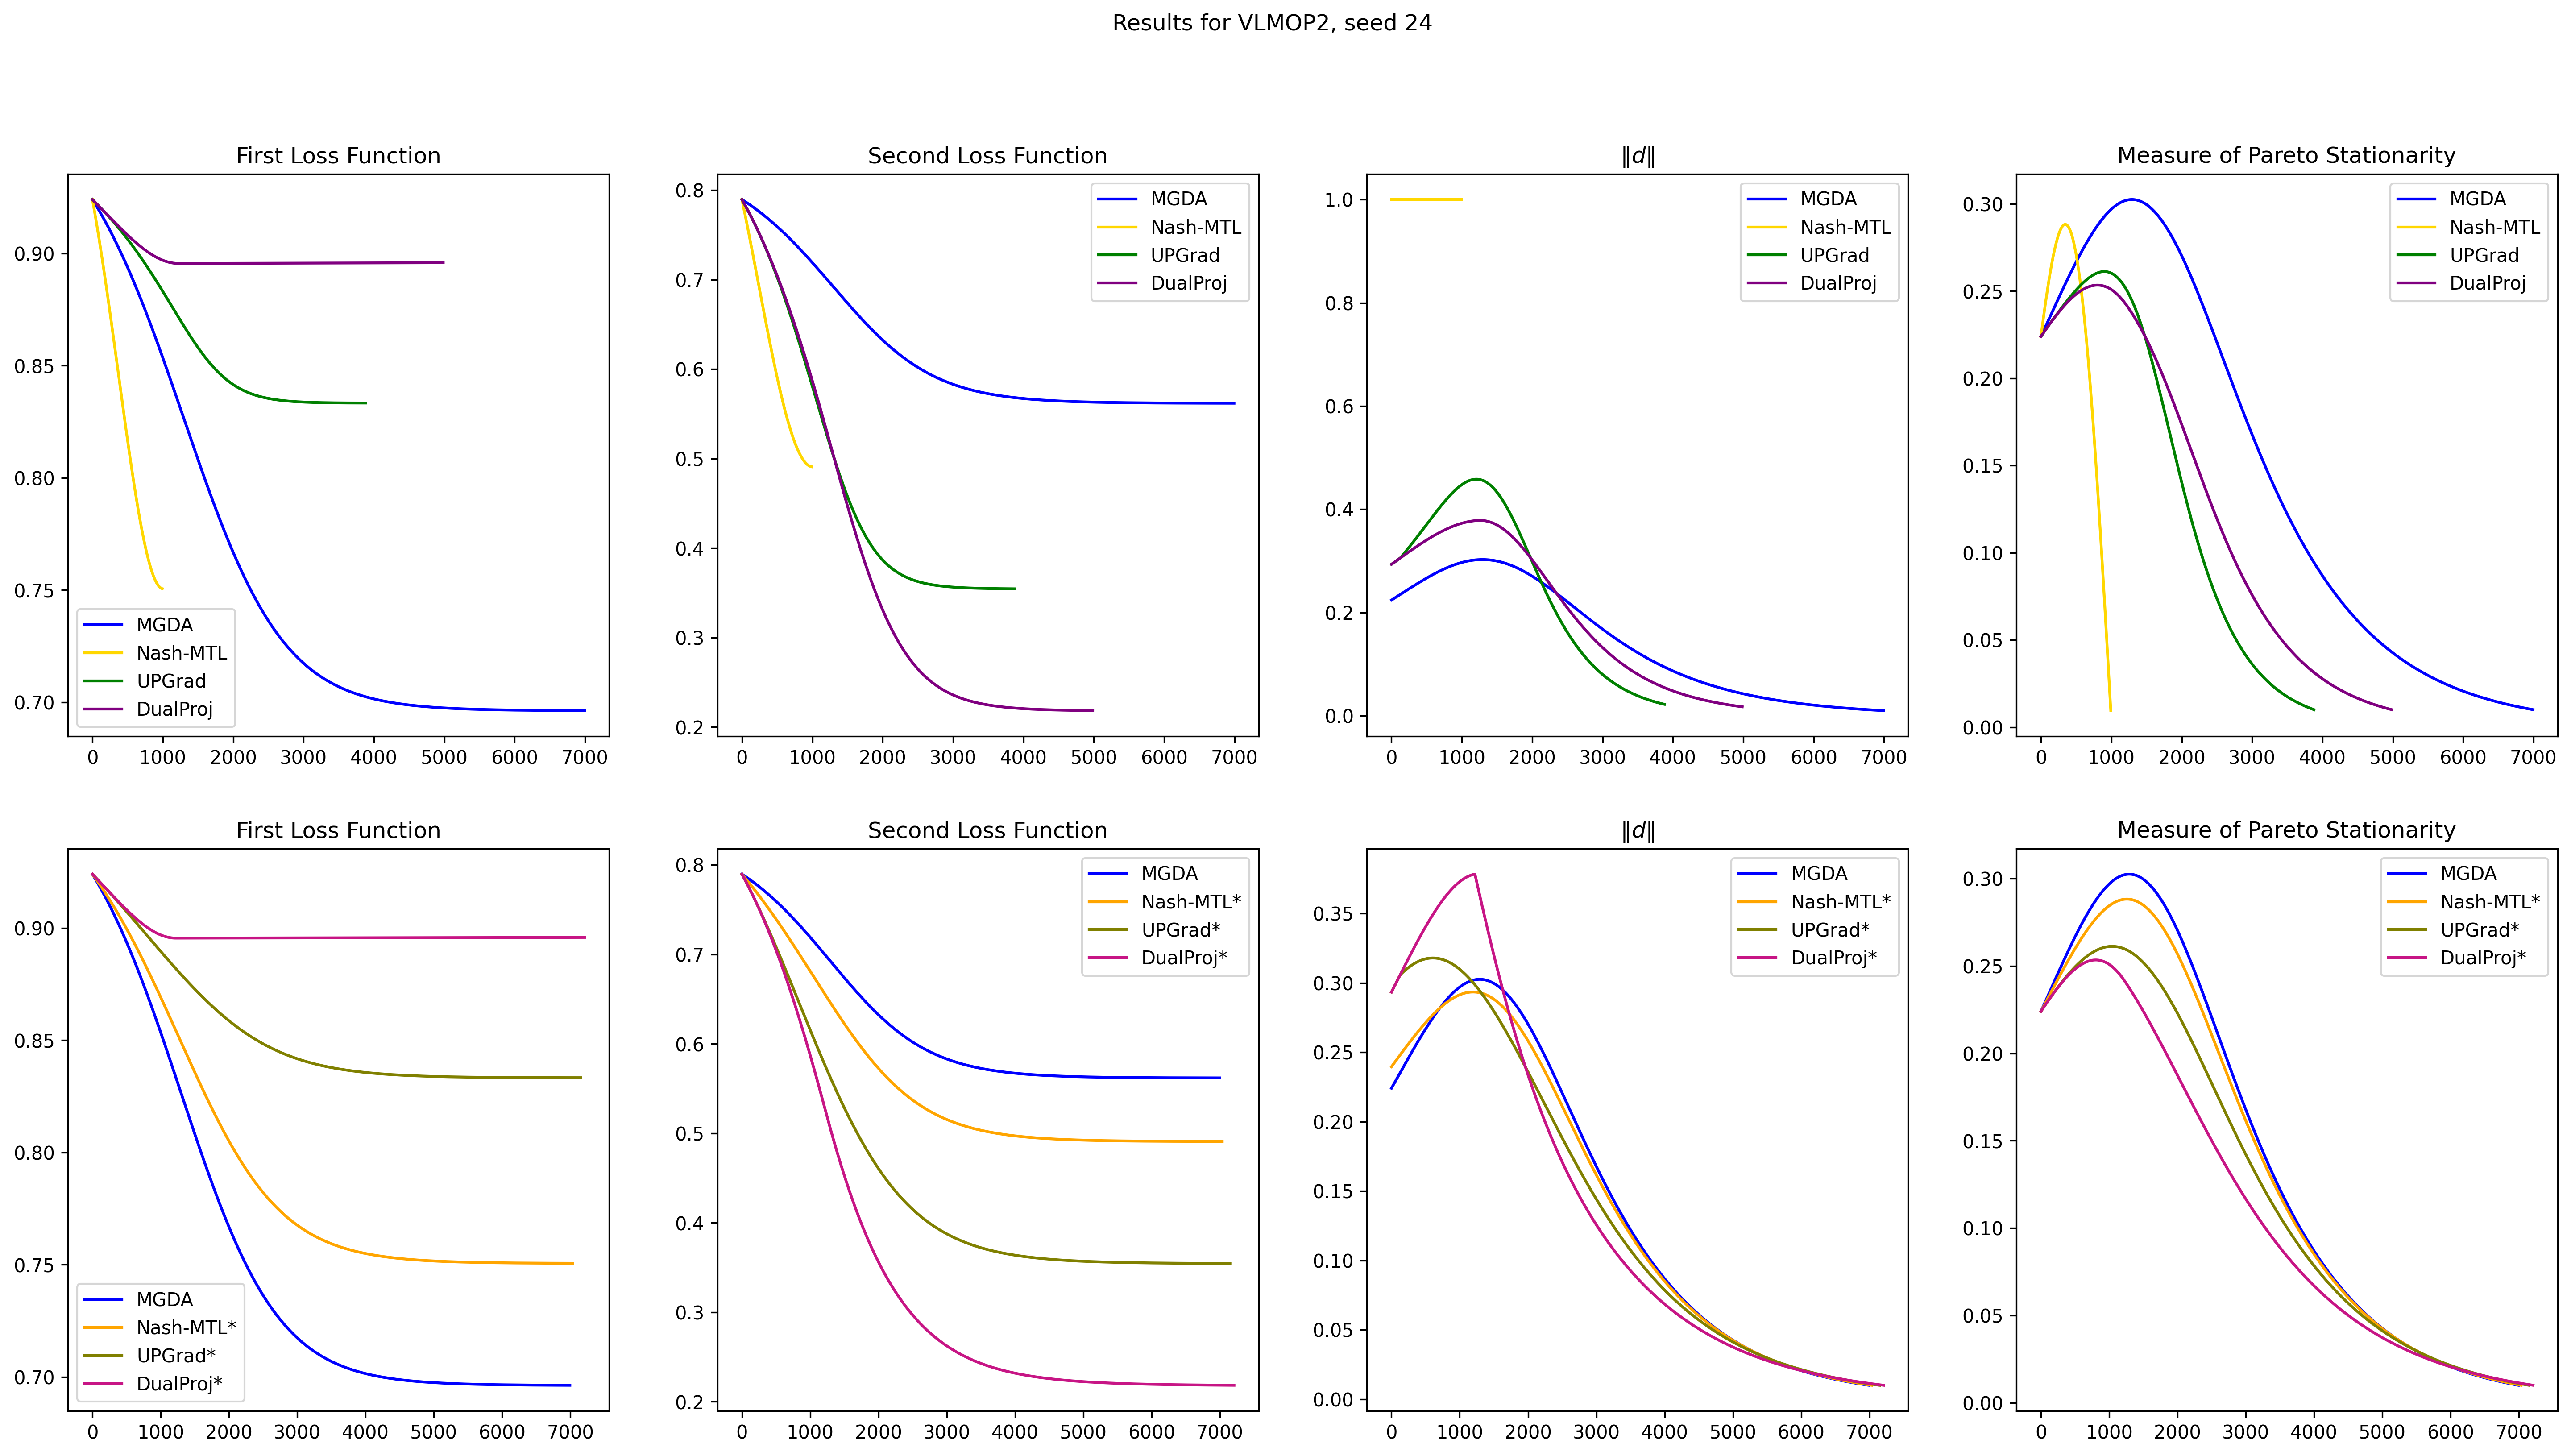 Results for VLMOP2, seed 24
First Loss Function
0.90
0.85
0.80
0.75
0.70
MGDA
Nash-MTL
UPGrad
DualProj
0 1000 2000 3000 4000 5000 6000 7000
Second Loss Function
0.8
0.7
0.6
0.5
0.4
0.3
0.2
MGDA
Nash-MTL
UPGrad
DualProj
0 1000 2000 3000 4000 5000 6000 7000
‖d‖
1.0
0.8
0.6
0.4
0.2
0.0
MGDA
Nash-MTL
UPGrad
DualProj
0 1000 2000 3000 4000 5000 6000 7000
Measure of Pareto Stationarity
0.30
0.25
0.20
0.15
0.10
0.05
0.00
MGDA
Nash-MTL
UPGrad
DualProj
0 1000 2000 3000 4000 5000 6000 7000
First Loss Function
0.90
0.85
0.80
0.75
0.70
MGDA
Nash-MTL*
UPGrad*
DualProj*
0 1000 2000 3000 4000 5000 6000 7000
Second Loss Function
0.8
0.7
0.6
0.5
0.4
0.3
0.2
MGDA
Nash-MTL*
UPGrad*
DualProj*
0 1000 2000 3000 4000 5000 6000 7000
‖d‖
0.35
0.30
0.25
0.20
0.15
0.10
0.05
0.00
MGDA
Nash-MTL*
UPGrad*
DualProj*
0 1000 2000 3000 4000 5000 6000 7000
Measure of Pareto Stationarity
0.30
0.25
0.20
0.15
0.10
0.05
0.00
MGDA
Nash-MTL*
UPGrad*
DualProj*
0 1000 2000 3000 4000 5000 6000 7000